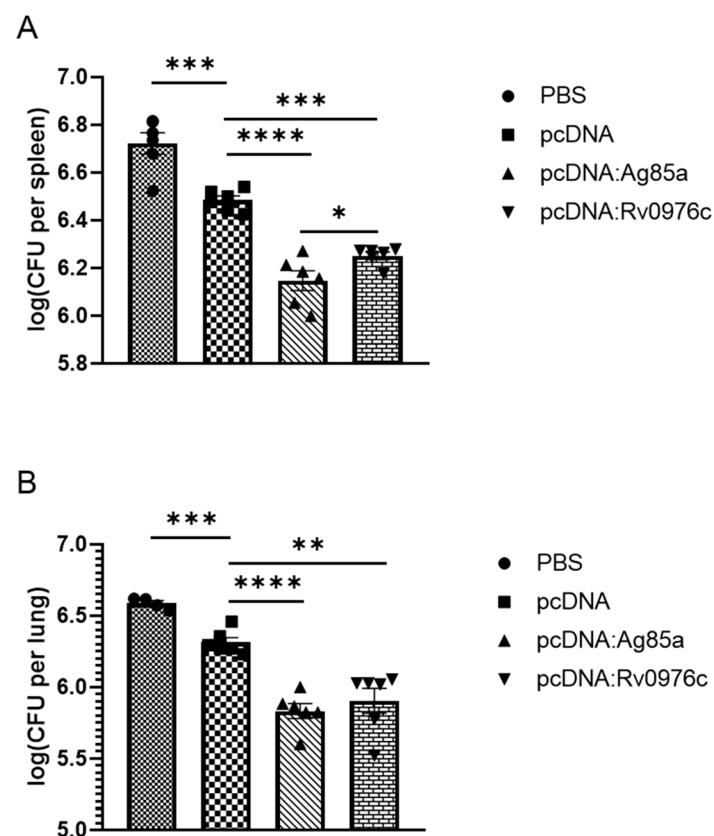 A
***
7.0
***
PBS
6.8
****
pcDNA
6.6
pcDNA:Ag85a
6.4
*
pcDNA:Rv0976c
6.2
6.0
5.8
log(CFU per spleen)
B
***
7.0
**
PBS
****
pcDNA
6.5
pcDNA:Ag85a
6.0
pcDNA:Rv0976c
5.5
5.0
log(CFU per lung)